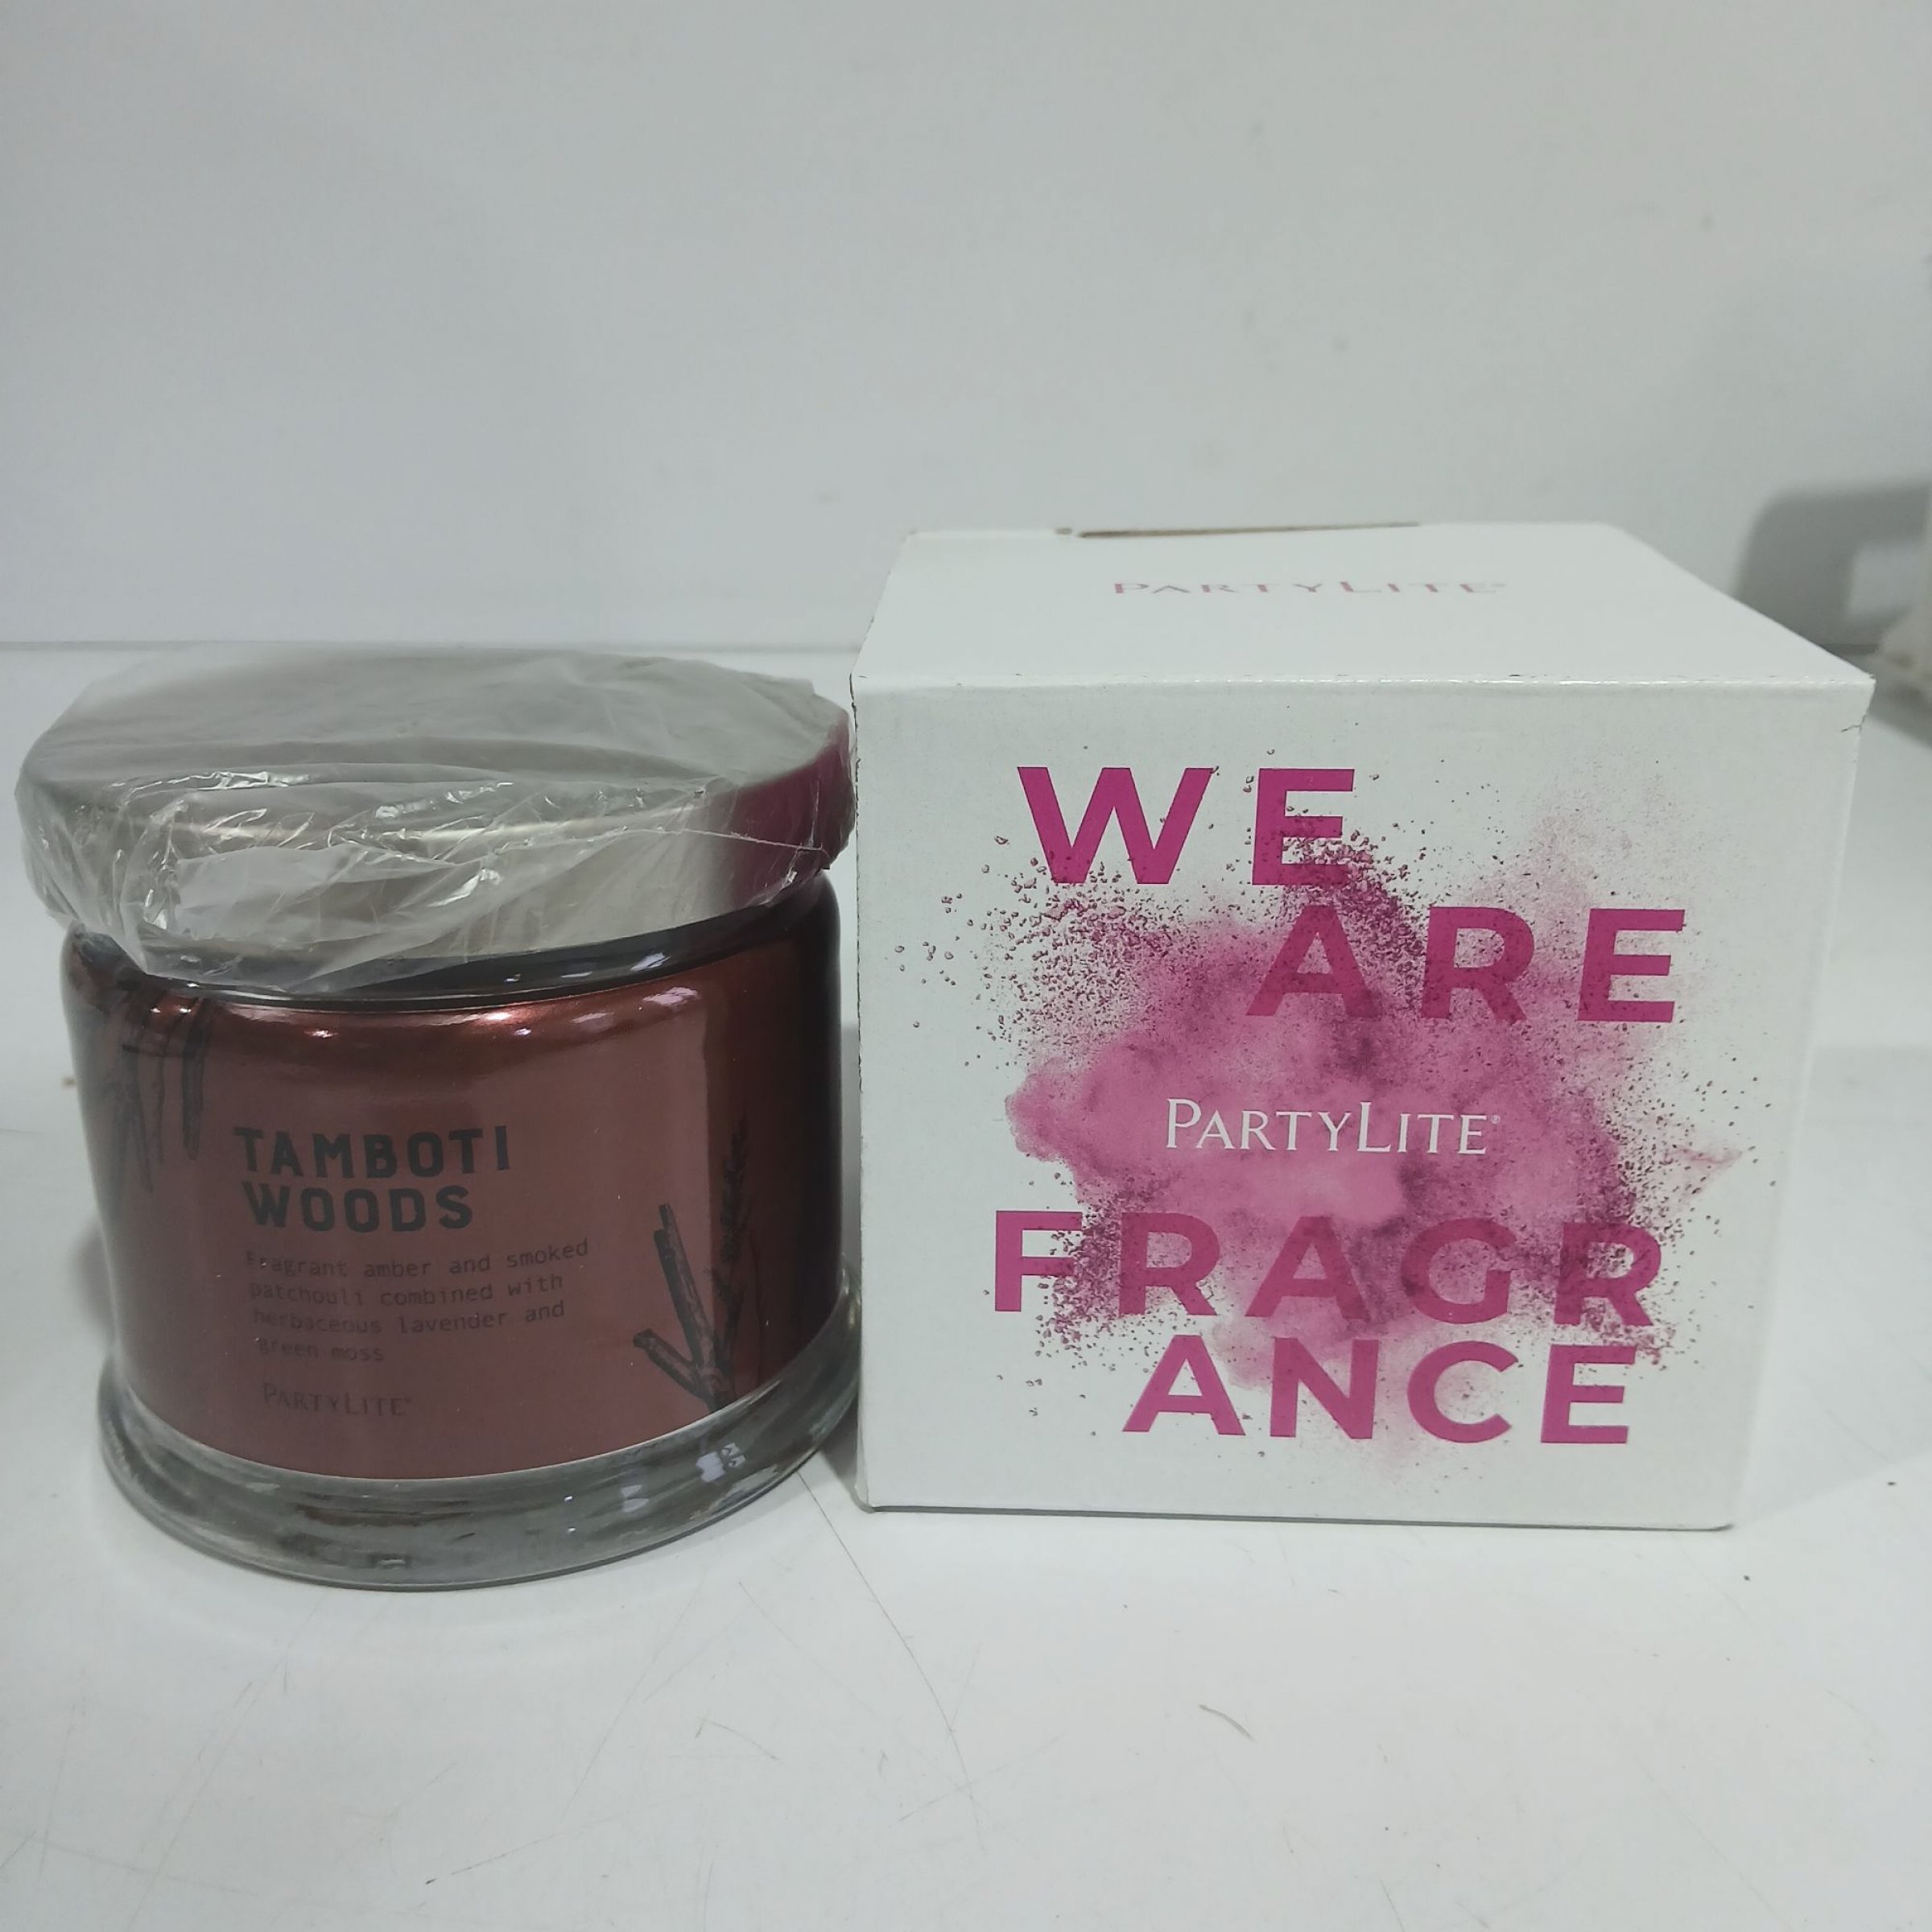 TAMBOTI
WOODS
Fragrant amber and smoked
patchouli combined with
herbaceous lavender and
green moss
PARTYLITE®
PARTYLITE®
WE
ARE
PARTYLITE®
FRAGR
ANCE